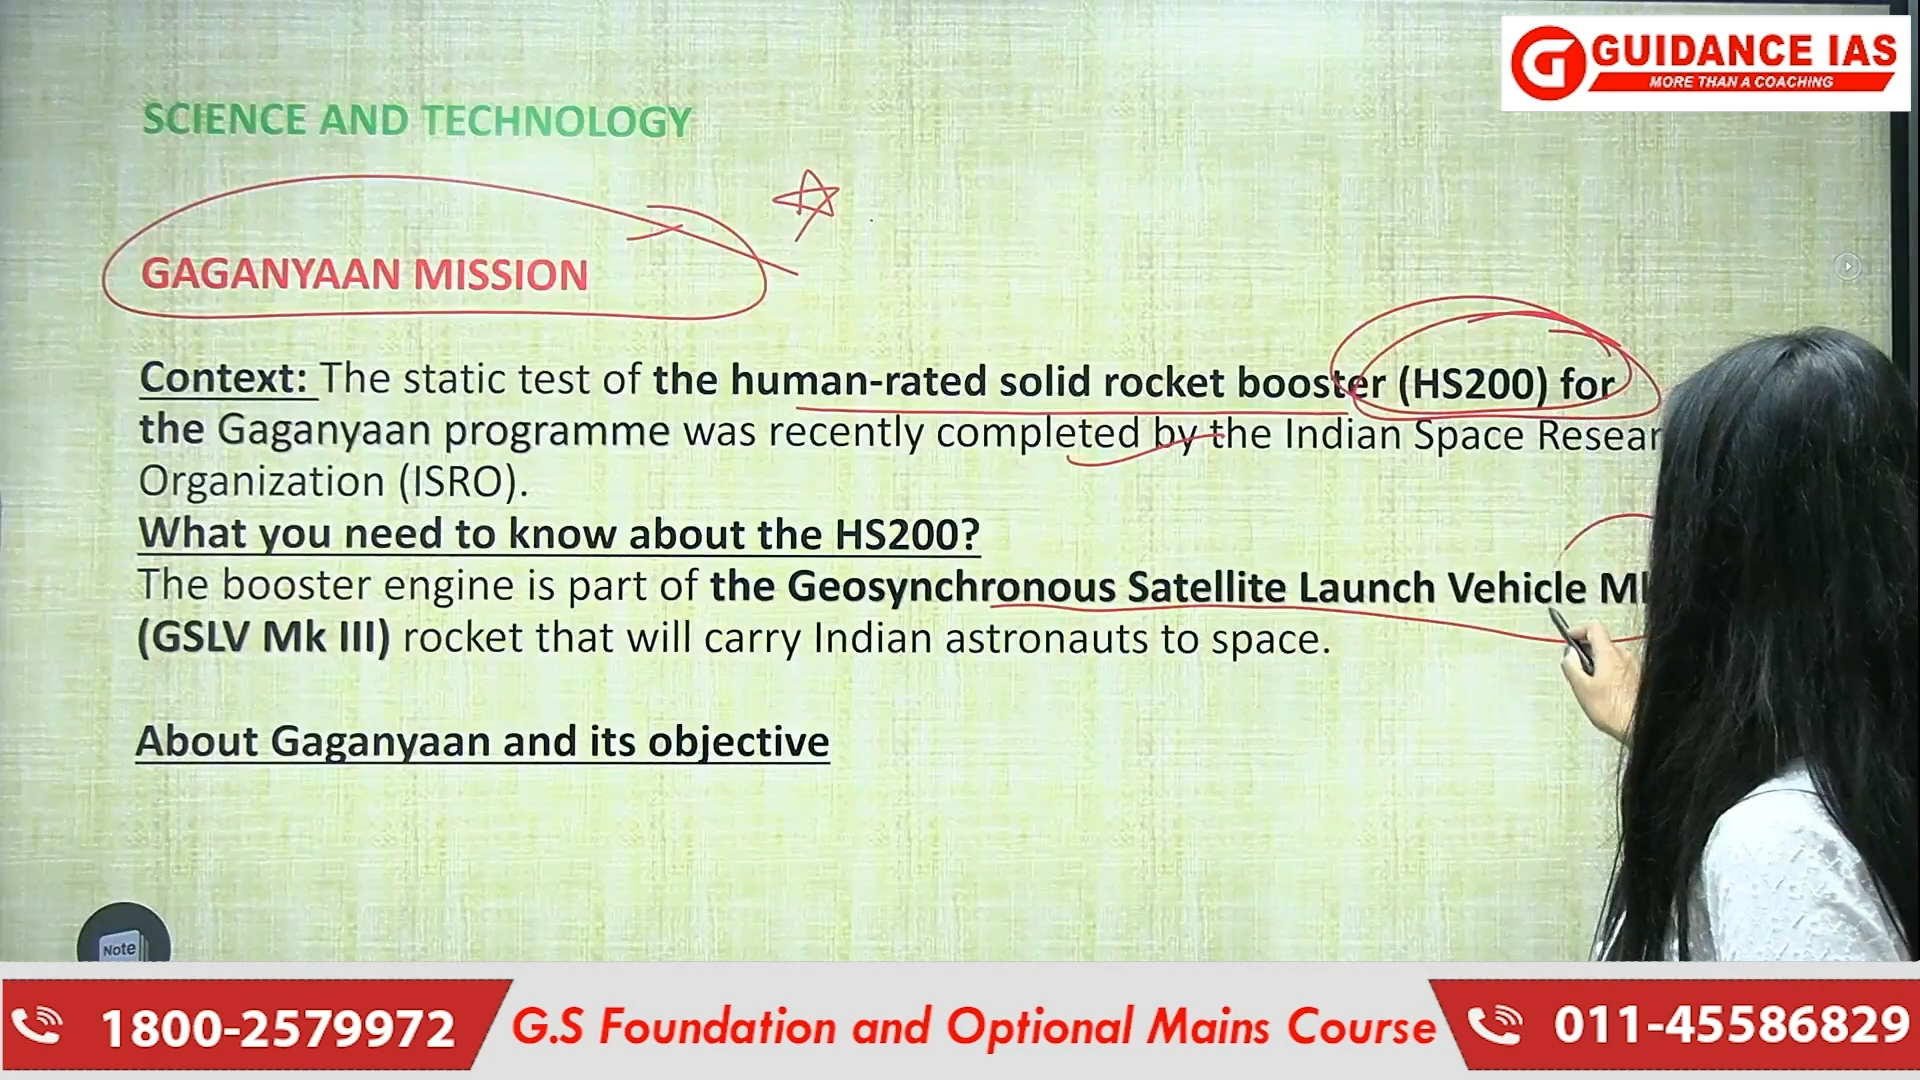 GUIDANCE IAS
MORE THAN A COACHING
SCIENCE AND TECHNOLOGY
GAGANYAAN MISSION
Context: The static test of the human-rated solid rocket booster (HS200) for
the Gaganyaan programme was recently completed by the Indian Space Resear
Organization (ISRO).
What you need to know about the HS200?
The booster engine is part of the Geosynchronous Satellite Launch Vehicle M
(GSLV Mk III) rocket that will carry Indian astronauts to space.
About Gaganyaan and its objective
Note
1800-2579972 G.S Foundation and Optional Mains Course 011-45586829